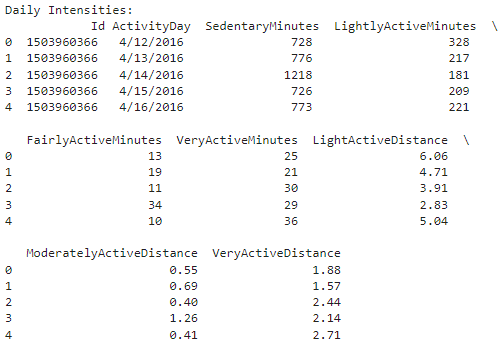 Daily Intensities:
Id ActivityDay SedentaryMinutes LightlyActiveMinutes \
0 1503960366 4/12/2016 728 328
1 1503960366 4/13/2016 776 217
2 1503960366 4/14/2016 1218 181
3 1503960366 4/15/2016 726 209
4 1503960366 4/16/2016 773 221
FairlyActiveMinutes VeryActiveMinutes LightActiveDistance \
0 13 25 6.06
1 19 21 4.71
2 11 30 3.91
3 34 29 2.83
4 10 36 5.04
ModeratelyActiveDistance VeryActiveDistance
0 0.55 1.88
1 0.69 1.57
2 0.40 2.44
3 1.26 2.14
4 0.41 2.71